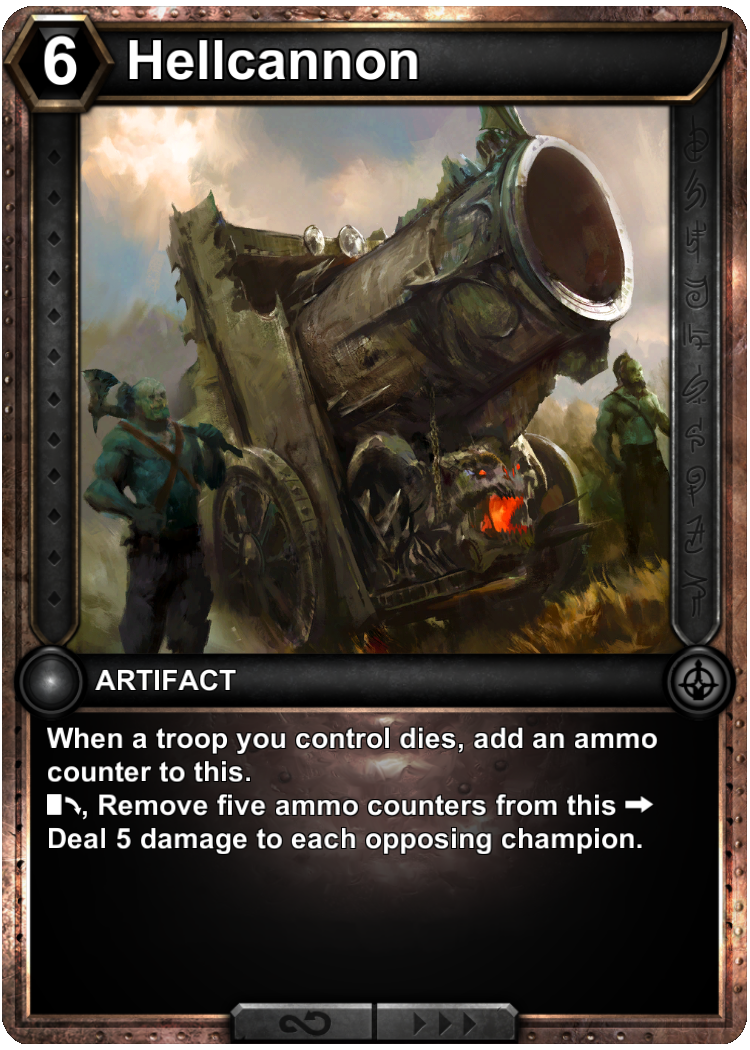 6 Hellcannon
ARTIFACT
When a troop you control dies, add an ammo
counter to this.
, Remove five ammo counters from this ➡
Deal 5 damage to each opposing champion.